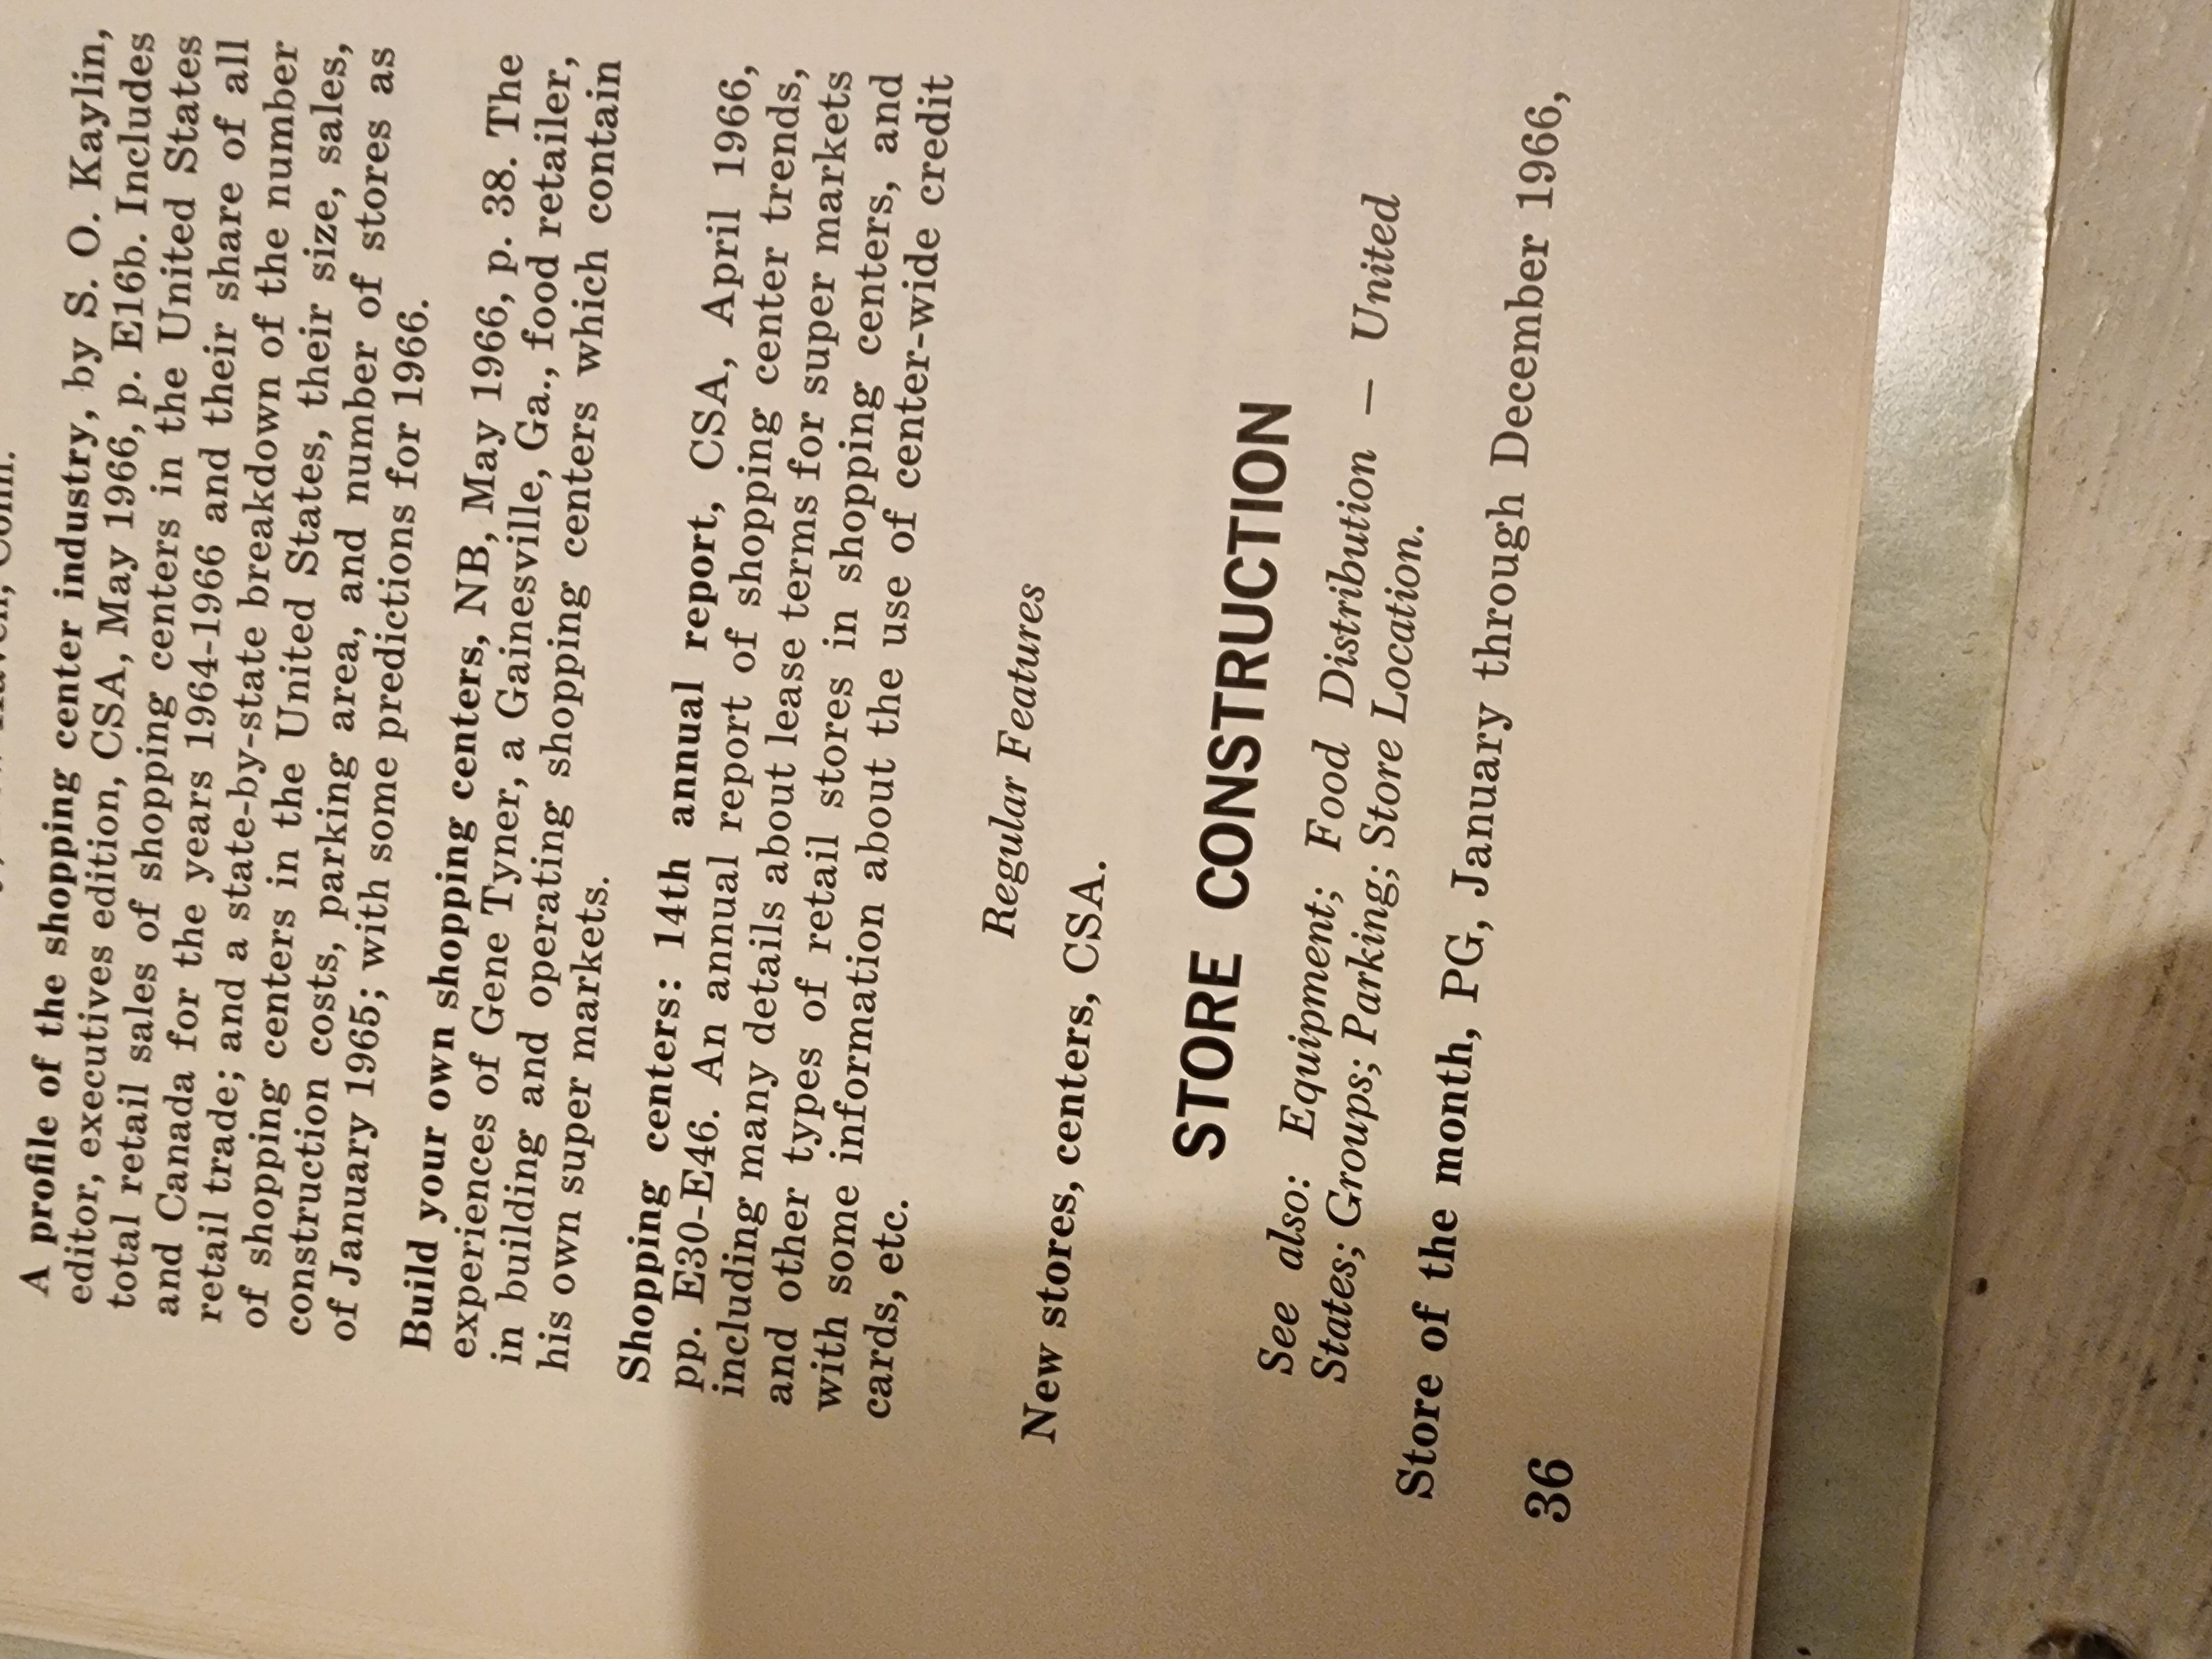 A profile of the shopping center industry, by S. O. Kaylin,
editor, executives edition, CSA, May 1966, p. E16b. Includes
total retail sales of shopping centers in the United States
and Canada for the years 1964-1966 and their share of all
retail trade; and a state-by-state breakdown of the number
of shopping centers in the United States, their size, sales,
construction costs, parking area, and number of stores as
of January 1965; with some predictions for 1966.
Build your own shopping centers, NB, May 1966, p. 38. The
experiences of Gene Tyner, a Gainesville, Ga., food retailer,
in building and operating shopping centers which contain
his own super markets.
Shopping centers: 14th annual report, CSA, April 1966,
pp. E30-E46. An annual report of shopping center trends,
including many details about lease terms for super markets
and other types of retail stores in shopping centers, and
with some information about the use of center-wide credit
cards, etc.
Regular Features
New stores, centers, CSA.
STORE CONSTRUCTION
See also: Equipment; Food Distribution — United
States; Groups; Parking; Store Location.
Store of the month, PG, January through December 1966,
36